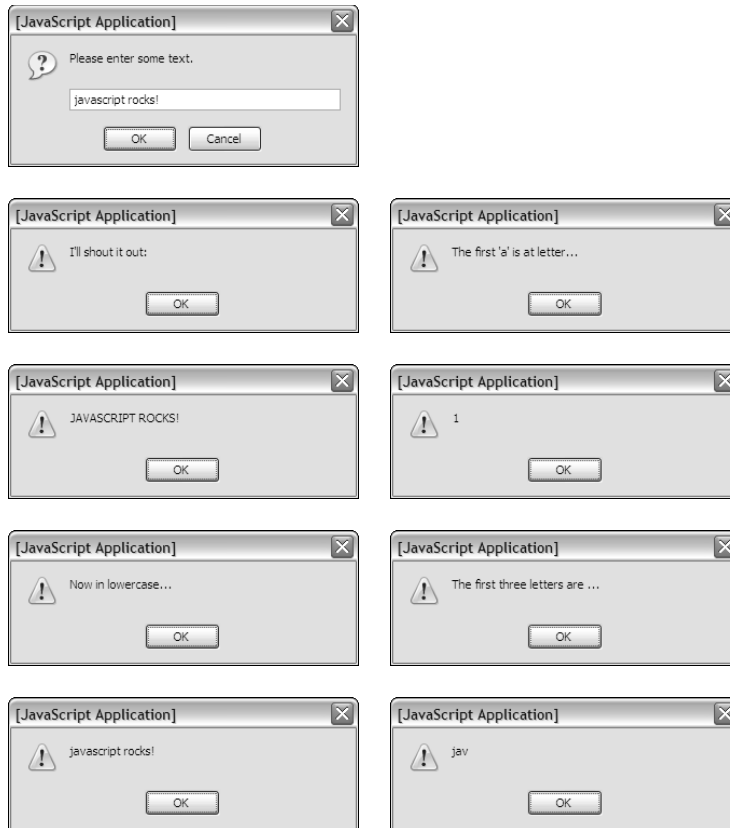 [JavaScript Application]
Please enter some text.
javascript rocks!
OK
Cancel
[JavaScript Application]
I'll shout it out:
OK
[JavaScript Application]
JAVASCRIPT ROCKS!
OK
[JavaScript Application]
Now in lowercase...
OK
[JavaScript Application]
javascript rocks!
OK
[JavaScript Application]
The first 'a' is at letter...
OK
[JavaScript Application]
1
OK
[JavaScript Application]
The first three letters are ...
OK
[JavaScript Application]
jav
OK